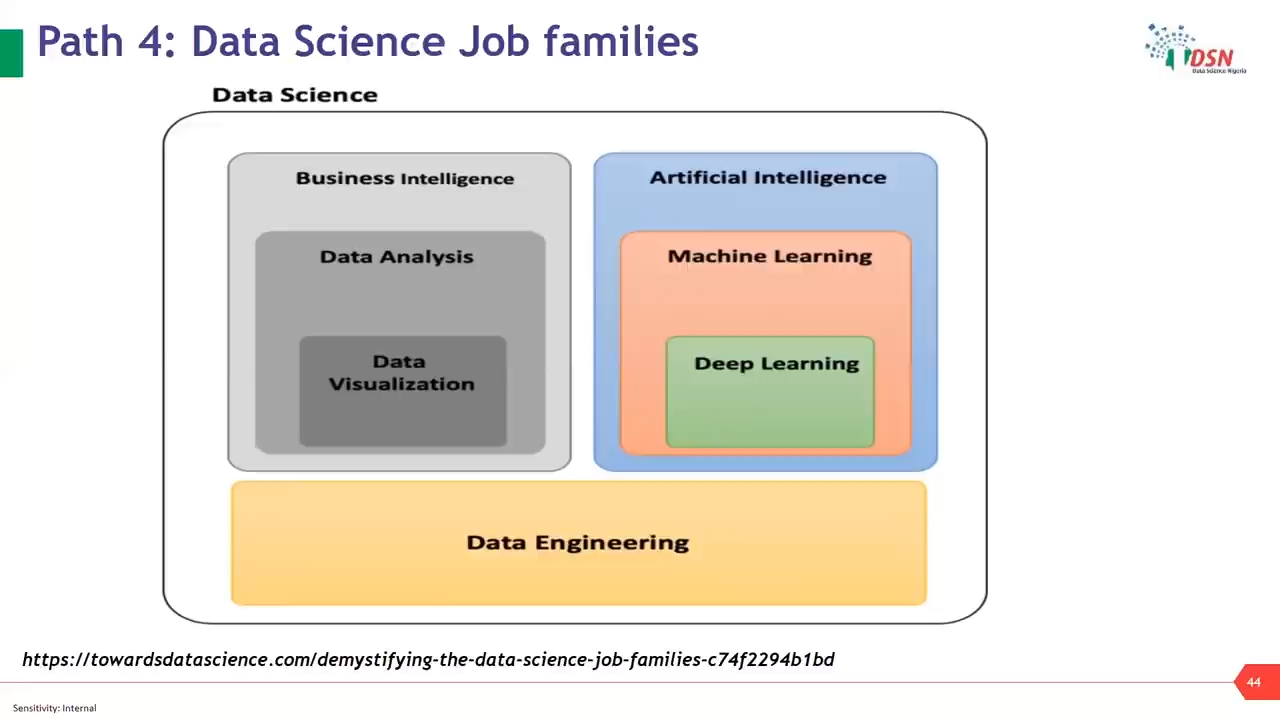 Path 4: Data Science Job families
DSN
Data Science Nigeria
Data Science
Business Intelligence
Artificial Intelligence
Data Analysis
Machine Learning
Data
Visualization
Deep Learning
Data Engineering
https://towardsdatascience.com/demystifying-the-data-science-job-families-c74f2294b1bd
44
Sensitivity: Internal